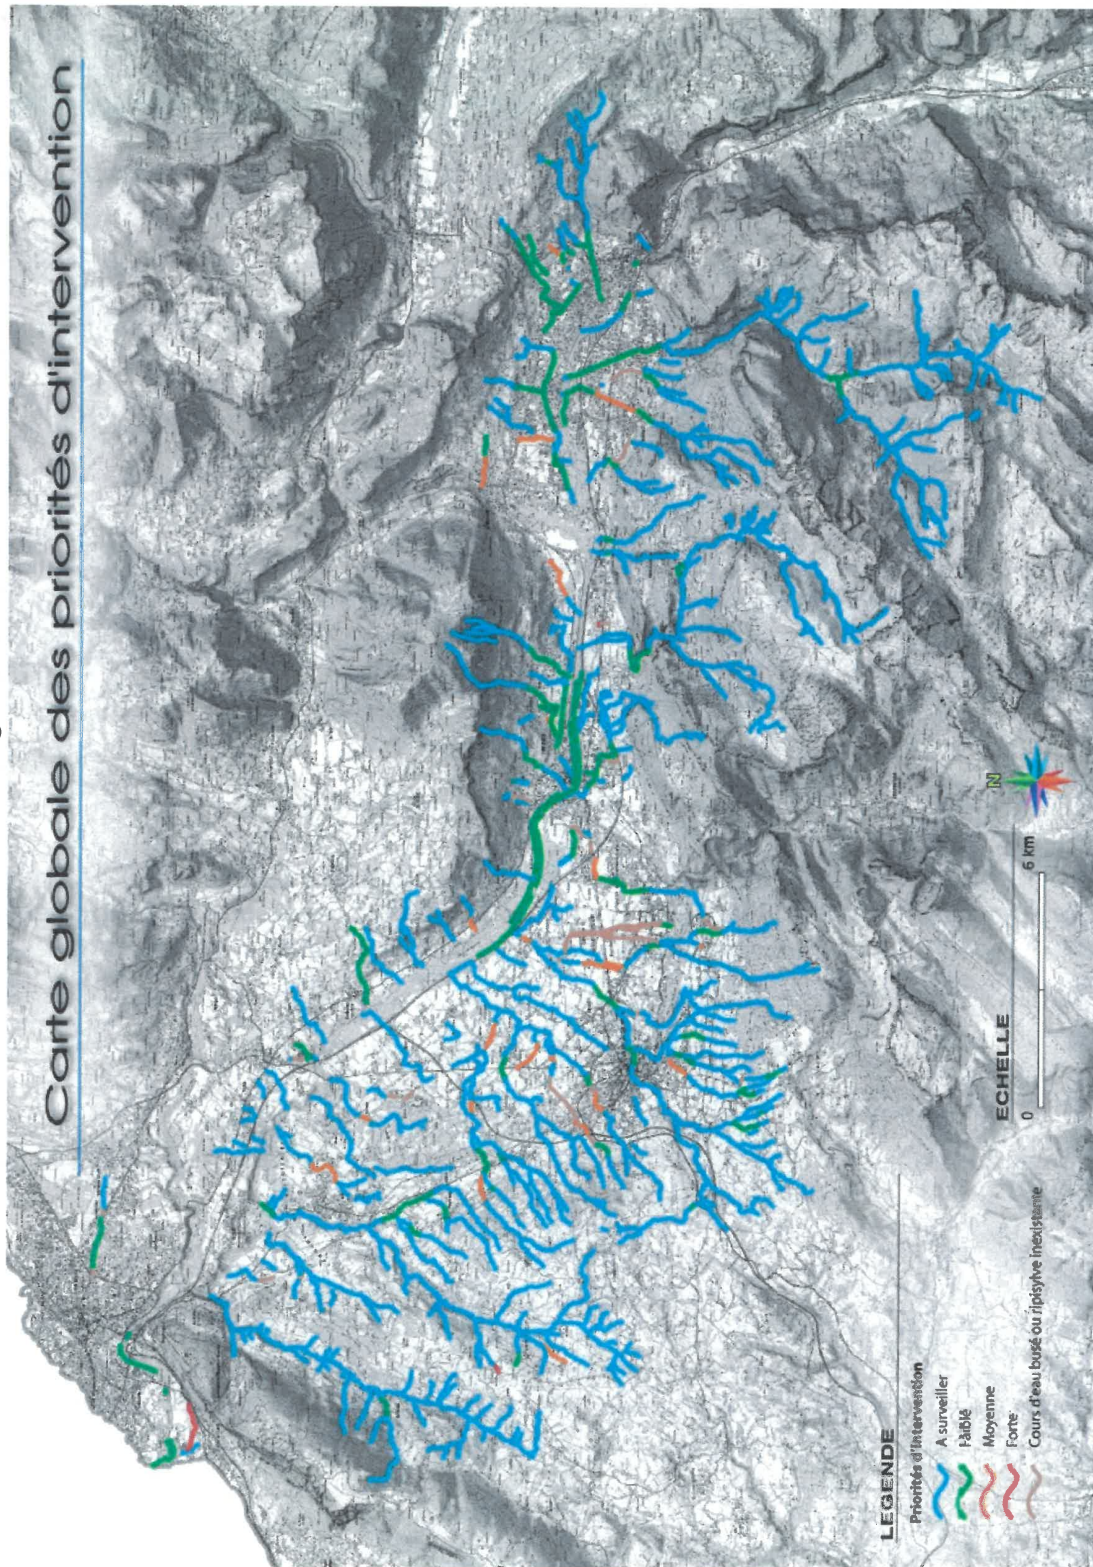 Carte globale des priorités d'intervention
N
ECHELLE
0
6 km
LEGENDE
Priorités d'intervention
A surveiller
Faible
Moyenne
Forte
Cours d'eau busé ou ripisylve inexistante